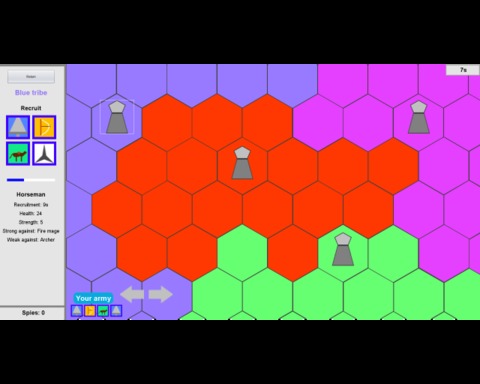 7s
Blue tribe
Recruit
Horseman
Recruitment: 9s
Health: 24
Strength: 5
Strong against: Fire mage
Weak against: Archer
Your army
Spies: 0